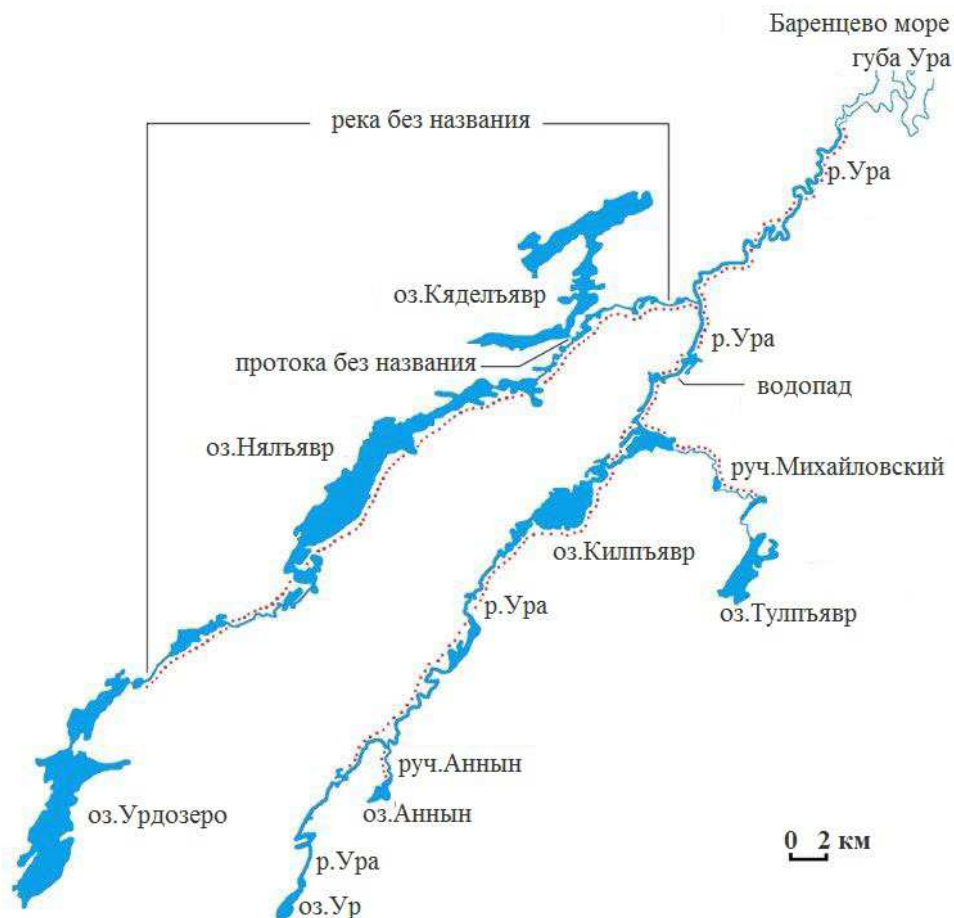 Баренцево море
губа Ура
река без названия
р.Ура
оз.Кяделъявр
р.Ура
протока без названия
водопад
оз.Нялъявр
руч.Михайловский
оз.Килпъявр
р.Ура
оз.Тулпъявр
руч.Аннын
оз.Урдозеро
оз.Аннын
0 2 км
р.Ура
оз.Ур